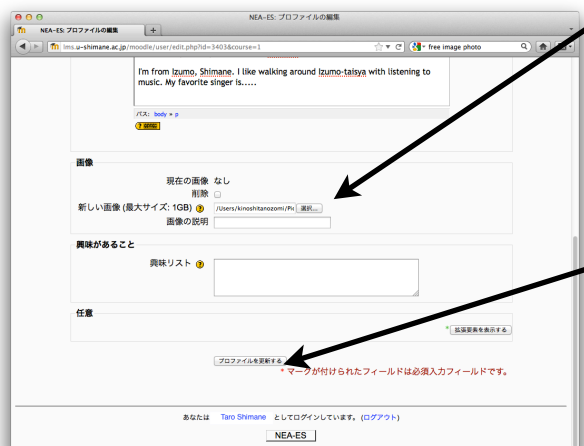 NEA-ES: プロファイルの編集
NEA-ES: プロファイルの編集
lms.u-shimane.ac.jp/moodle/user/edit.php?id=3403&course=1
free image photo
I'm from Izumo, Shimane. I like walking around Izumo-taisya with listening to
music. My favorite singer is.....
パス: body » p
画像
現在の画像 なし
削除
新しい画像 (最大サイズ: 1GB) /Users/kinoshitanozomi/Pic 選択...
画像の説明
興味があること
興味リスト
任意
* 拡張要素を表示する
プロファイルを更新する
* マークが付けられたフィールドは必須入力フィールドです。
あなたは Taro Shimane としてログインしています。 (ログアウト)
NEA-ES